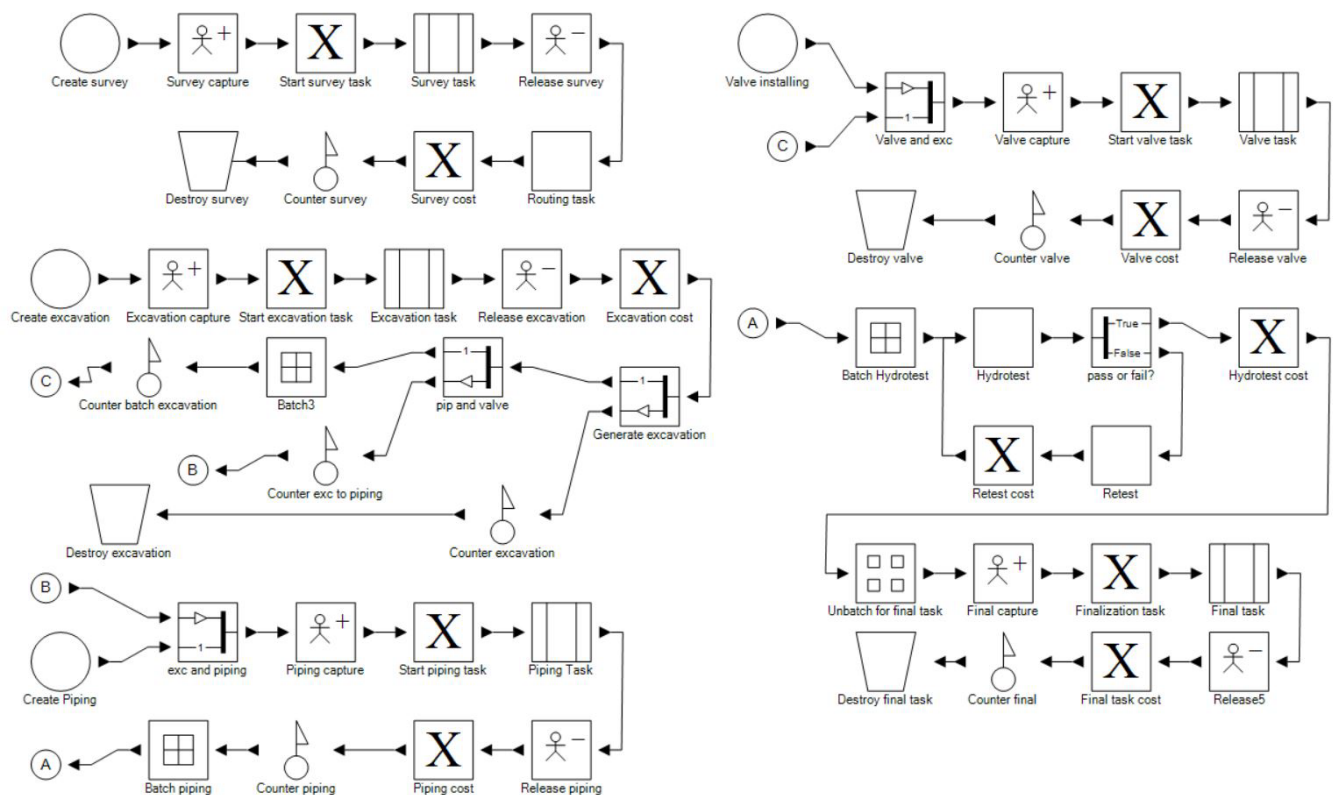 +
X
-
Create survey
Survey capture
Start survey task
Survey task
Release survey
1
Destroy survey
Counter survey
X
Survey cost
Routing task
+
X
-
X
Create excavation
Excavation capture
Start excavation task
Excavation task
Release excavation
Excavation cost
C
Counter batch excavation
Batch3
1
pip and valve
1
Generate excavation
B
Counter exc to piping
Destroy excavation
Counter excavation
B
1
+
X
Create Piping
exc and piping
Piping capture
Start piping task
Piping Task
A
Batch piping
Counter piping
X
Piping cost
-
Release piping
Valve installing
C
Valve and exc
+
Valve capture
X
Start valve task
Valve task
Destroy valve
Counter valve
X
Valve cost
-
Release valve
A
Batch Hydrotest
Hydrotest
True
False
pass or fail?
X
Hydrotest cost
X
Retest cost
Retest
Unbatch for final task
+
Final capture
X
Finalization task
Final task
Destroy final task
Counter final
X
Final task cost
-
Release5